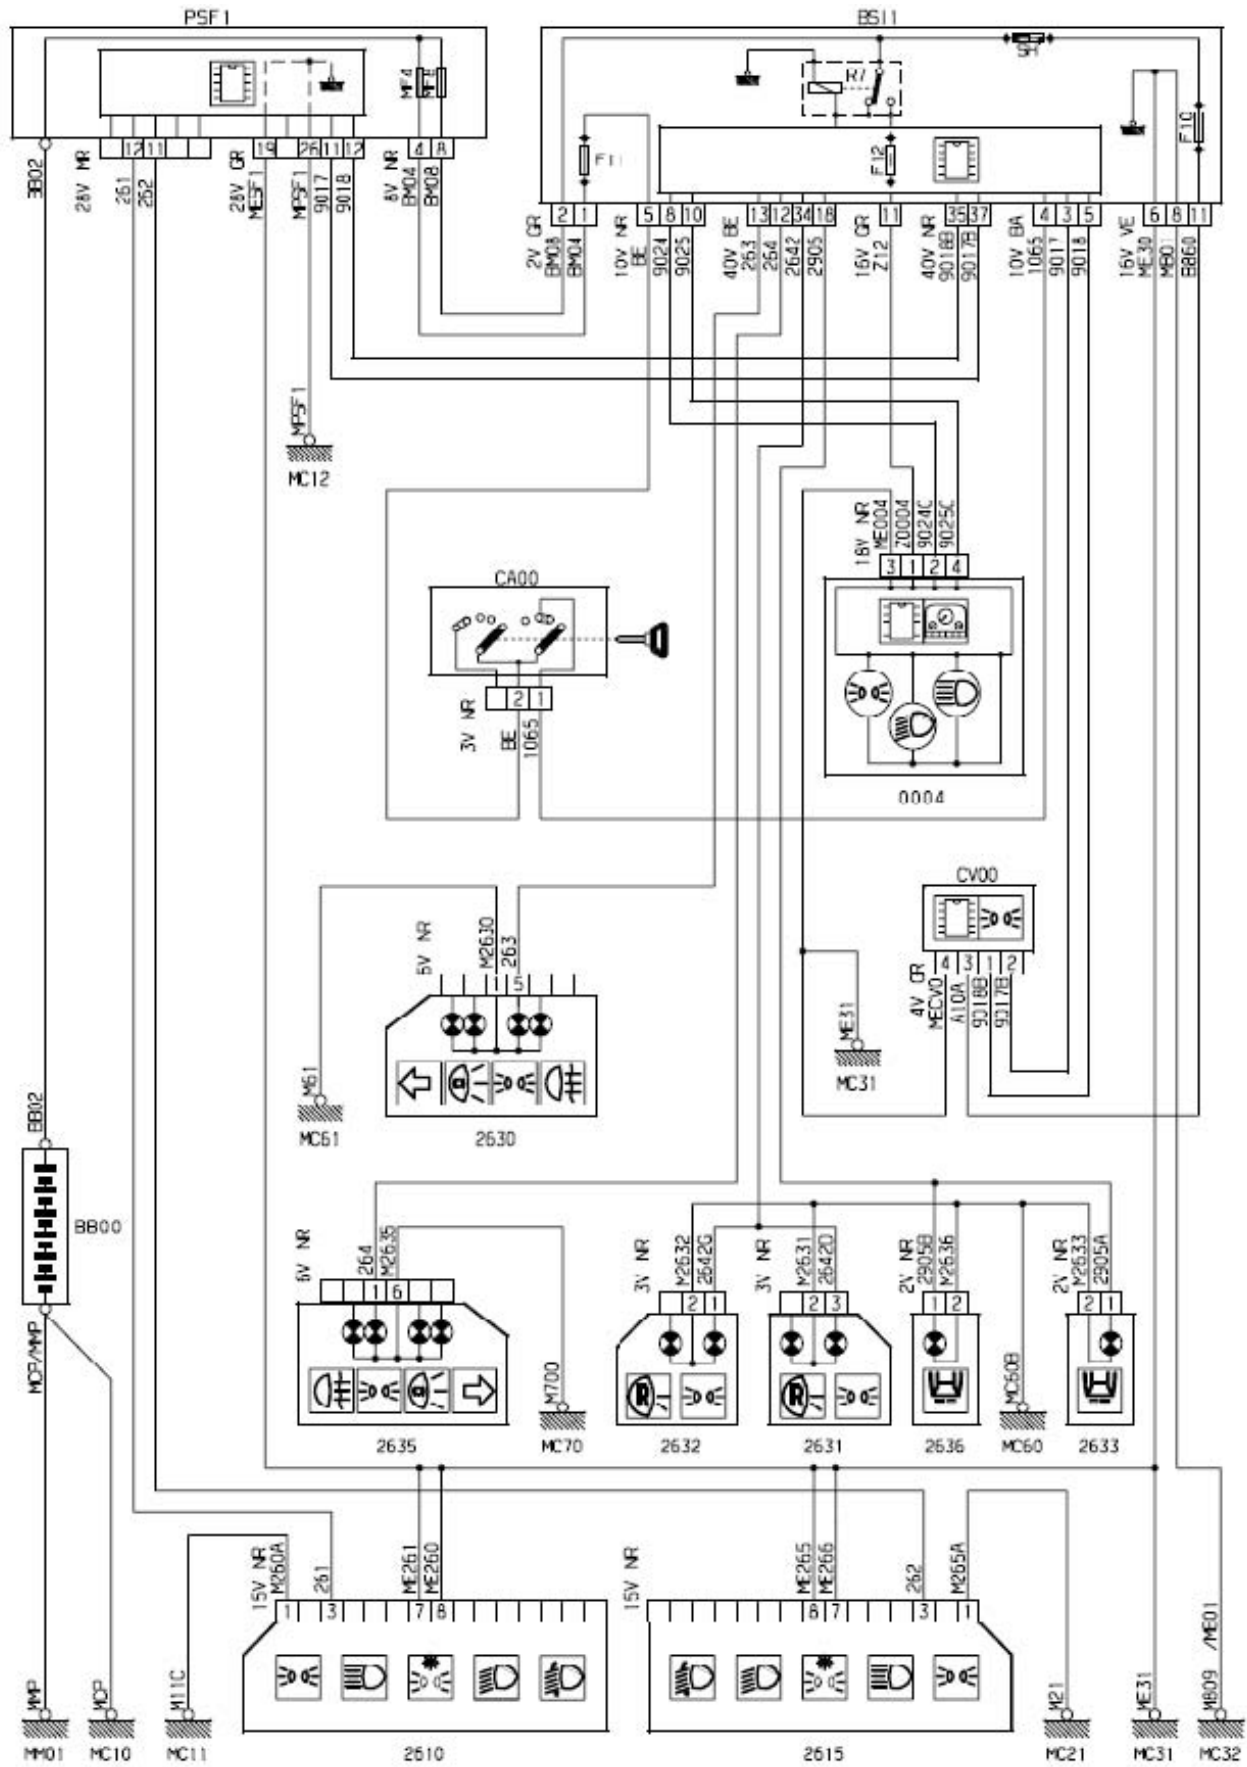 PSF1
BSI1
SH
R7
MF4
F10
F12
12 11
19 26 11 12
4 8
2 1
5 8 10
13 12 34 18
11
35 37
4 3 5
6 8 11
BB02
28V MR
261
262
28V GR
MESF1
MPSF1
9017
9018
8V NR
BM04
BM08
2V GR
BM08
BM04
10V NR
BE
9024
9025
40V BE
263
264
2642
2905
16V GR
Z12
40V NR
9018B
9017B
10V BA
1065
9017
9018
16V VE
ME30
MB01
BB60
MPSF1
MC12
18V NR
ME004
Z0004
9024C
9025C
3 1 2 4
CA00
2 1
3V NR
BE
1065
0004
CV00
4 3 1 2
4V GR
MECV0
A10A
9018B
9017B
6V NR
M2630
263
1 5
2630
M61
MC61
ME31
MC31
BB02
BB00
MCP/MMP
6V NR
264
M2635
1 6
2635
M700
MC70
3V NR
M2632
2642G
2 1
R
2632
3V NR
M2631
2642D
2 3
R
2631
2V NR
2905B
M2636
1 2
2636
MC60B
MC60
2V NR
M2633
2905A
2 1
2633
15V NR
M260A
261
ME261
ME260
1 3 7 8
15V NR
ME265
ME266
262
M265A
8 7 3 1
MMP
MM01
MCP
MC10
M11C
MC11
2610
2615
M21
MC21
ME31
MC31
M809 /ME01
MC32